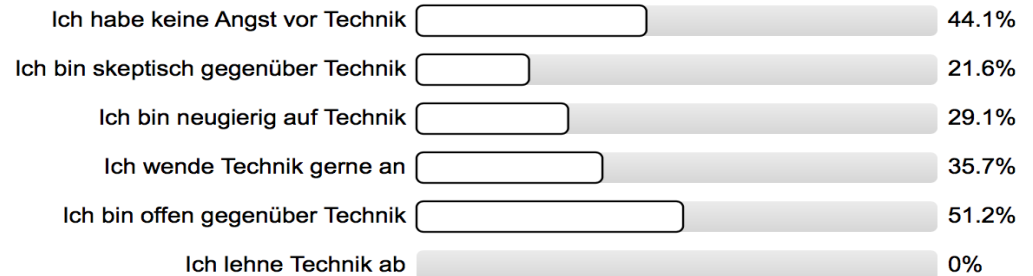 Ich habe keine Angst vor Technik 44.1%
Ich bin skeptisch gegenüber Technik 21.6%
Ich bin neugierig auf Technik 29.1%
Ich wende Technik gerne an 35.7%
Ich bin offen gegenüber Technik 51.2%
Ich lehne Technik ab 0%